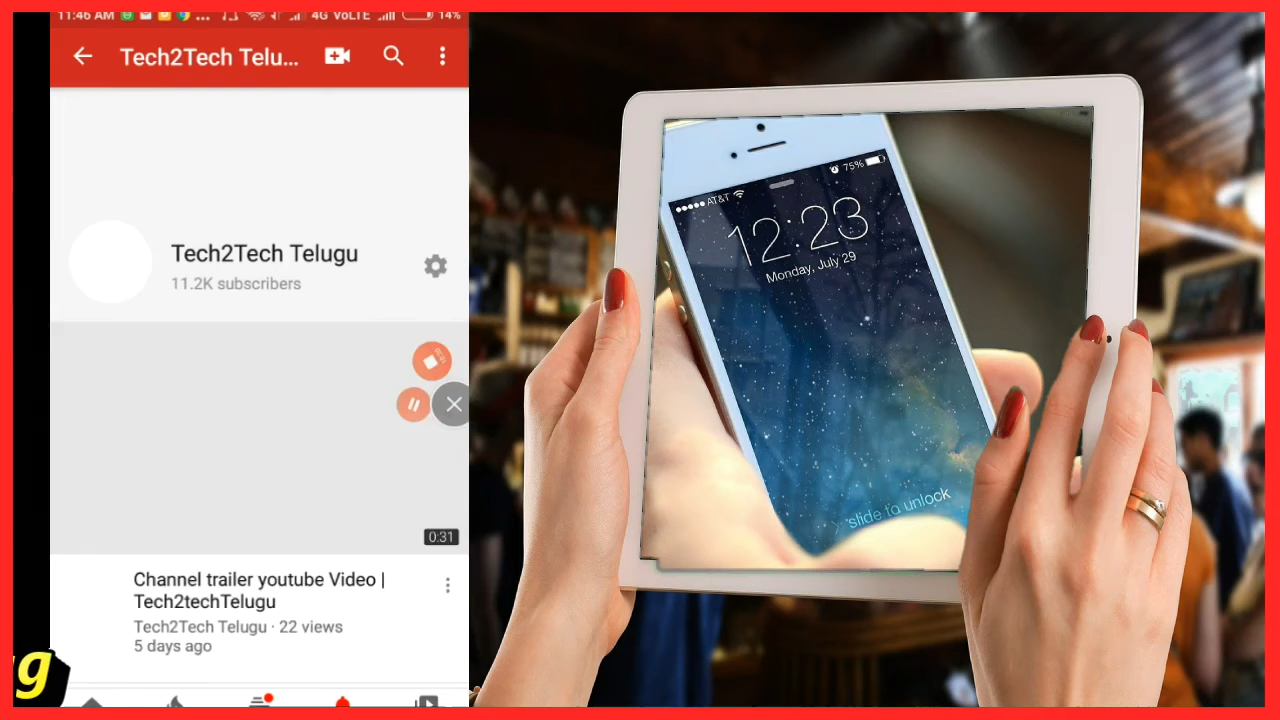 11:46 AM 4G VoLTE 14%
Tech2Tech Telu...
Tech2Tech Telugu
11.2K subscribers
0:31
Channel trailer youtube Video |
Tech2techTelugu
Tech2Tech Telugu · 22 views
5 days ago
g
AT&T 75%
12:23
Monday, July 29
slide to unlock